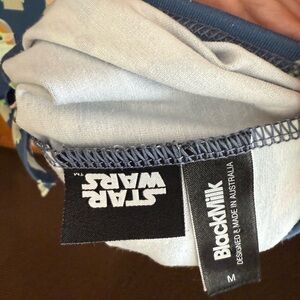 STAR
WARS
TM
BlackMilk
DESIGNED & MADE IN AUSTRALIA
M